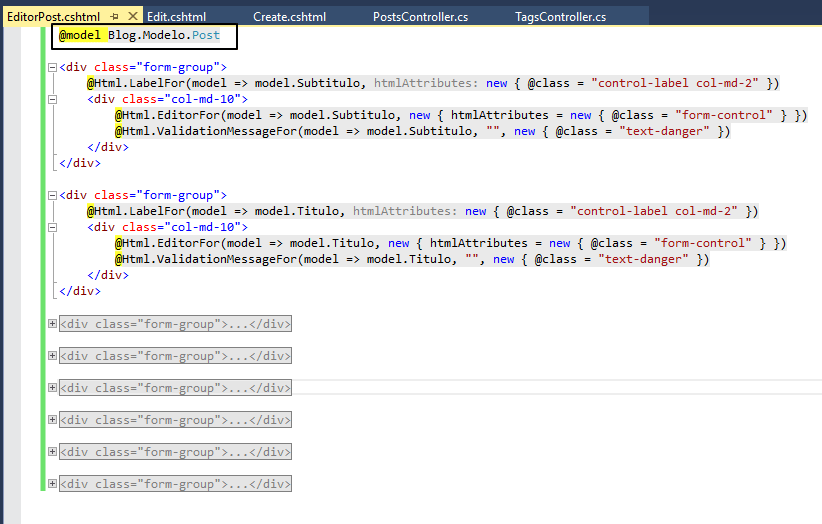 EditorPost.cshtml Edit.cshtml Create.cshtml PostsController.cs TagsController.cs
@model Blog.Modelo.Post
<div class="form-group">
@Html.LabelFor(model => model.Subtitulo, htmlAttributes: new { @class = "control-label col-md-2" })
<div class="col-md-10">
@Html.EditorFor(model => model.Subtitulo, new { htmlAttributes = new { @class = "form-control" } })
@Html.ValidationMessageFor(model => model.Subtitulo, "", new { @class = "text-danger" })
</div>
</div>
<div class="form-group">
@Html.LabelFor(model => model.Titulo, htmlAttributes: new { @class = "control-label col-md-2" })
<div class="col-md-10">
@Html.EditorFor(model => model.Titulo, new { htmlAttributes = new { @class = "form-control" } })
@Html.ValidationMessageFor(model => model.Titulo, "", new { @class = "text-danger" })
</div>
</div>
<div class="form-group">...</div>
<div class="form-group">...</div>
<div class="form-group">...</div>
<div class="form-group">...</div>
<div class="form-group">...</div>
<div class="form-group">...</div>